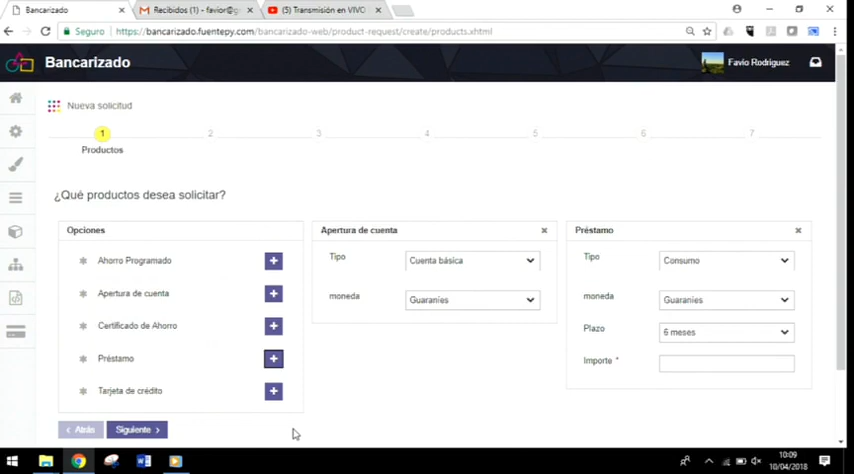 Bancarizado
Recibidos (1) - favior@g
(5) Transmisión en VIVO
Seguro
https://bancarizado.fuentepy.com/bancarizado-web/product-request/create/products.xhtml
Bancarizado
Favio Rodriguez
Nueva solicitud
1 2 3 4 5 6 7
Productos
¿Qué productos desea solicitar?
Opciones
Ahorro Programado
Apertura de cuenta
Certificado de Ahorro
Préstamo
Tarjeta de crédito
Apertura de cuenta
Tipo Cuenta básica
moneda Guaraníes
Préstamo
Tipo Consumo
moneda Guaraníes
Plazo 6 meses
Importe *
Atrás Siguiente
10:09
10/04/2018